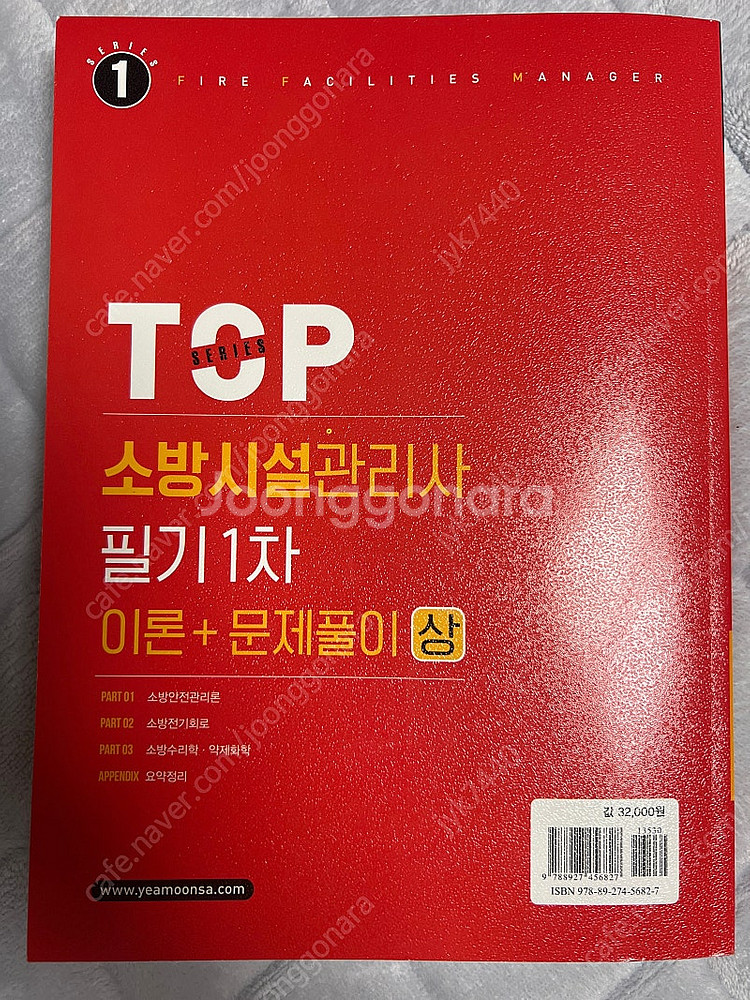 SERIES
1 FIRE FACILITIES MANAGER
TOP
SERIES
소방시설관리사
필기 1차
이론 + 문제풀이 상
PART 01 소방안전관리론
PART 02 소방전기회로
PART 03 소방수리학 · 약제화학
APPENDIX 요약정리
값 32,000원
13530
9 788927 456827
ISBN 978-89-274-5682-7
www.yeamoonsa.com
Joonggonara
cafe.naver.com/joonggonara
jyk7440